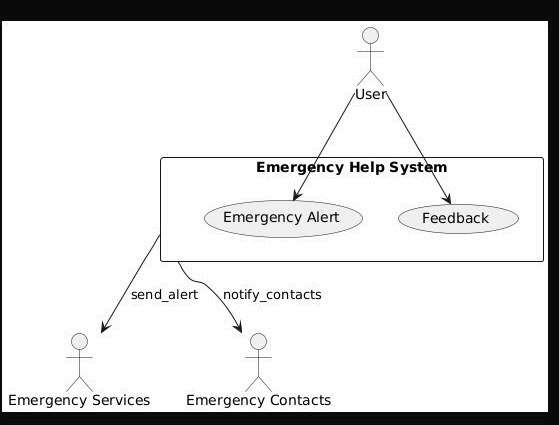 User
Emergency Help System
Emergency Alert
Feedback
send_alert
notify_contacts
Emergency Services
Emergency Contacts